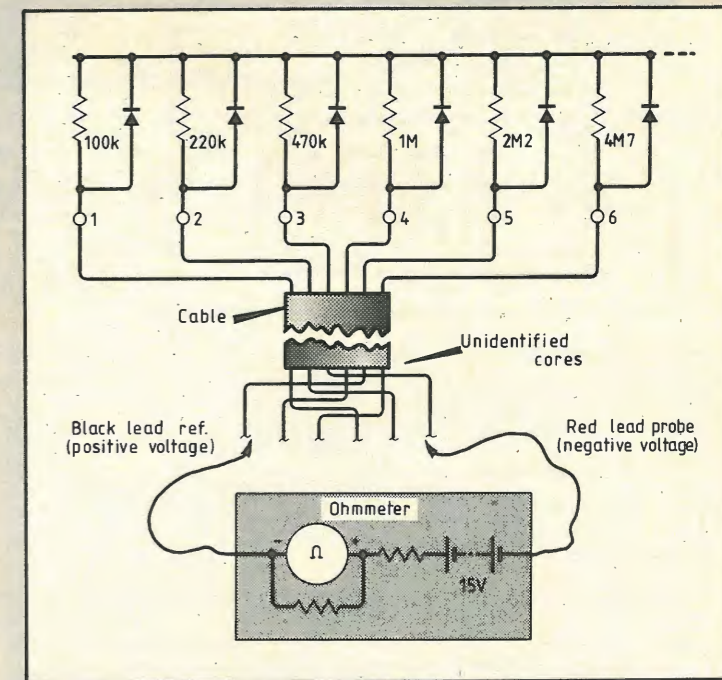 100k
220k
470k
1M
2M2
4M7
1
2
3
4
5
6
Cable
Unidentified
cores
Black lead ref.
(positive voltage)
Red lead probe
(negative voltage)
Ohmmeter
- Ω +
15V